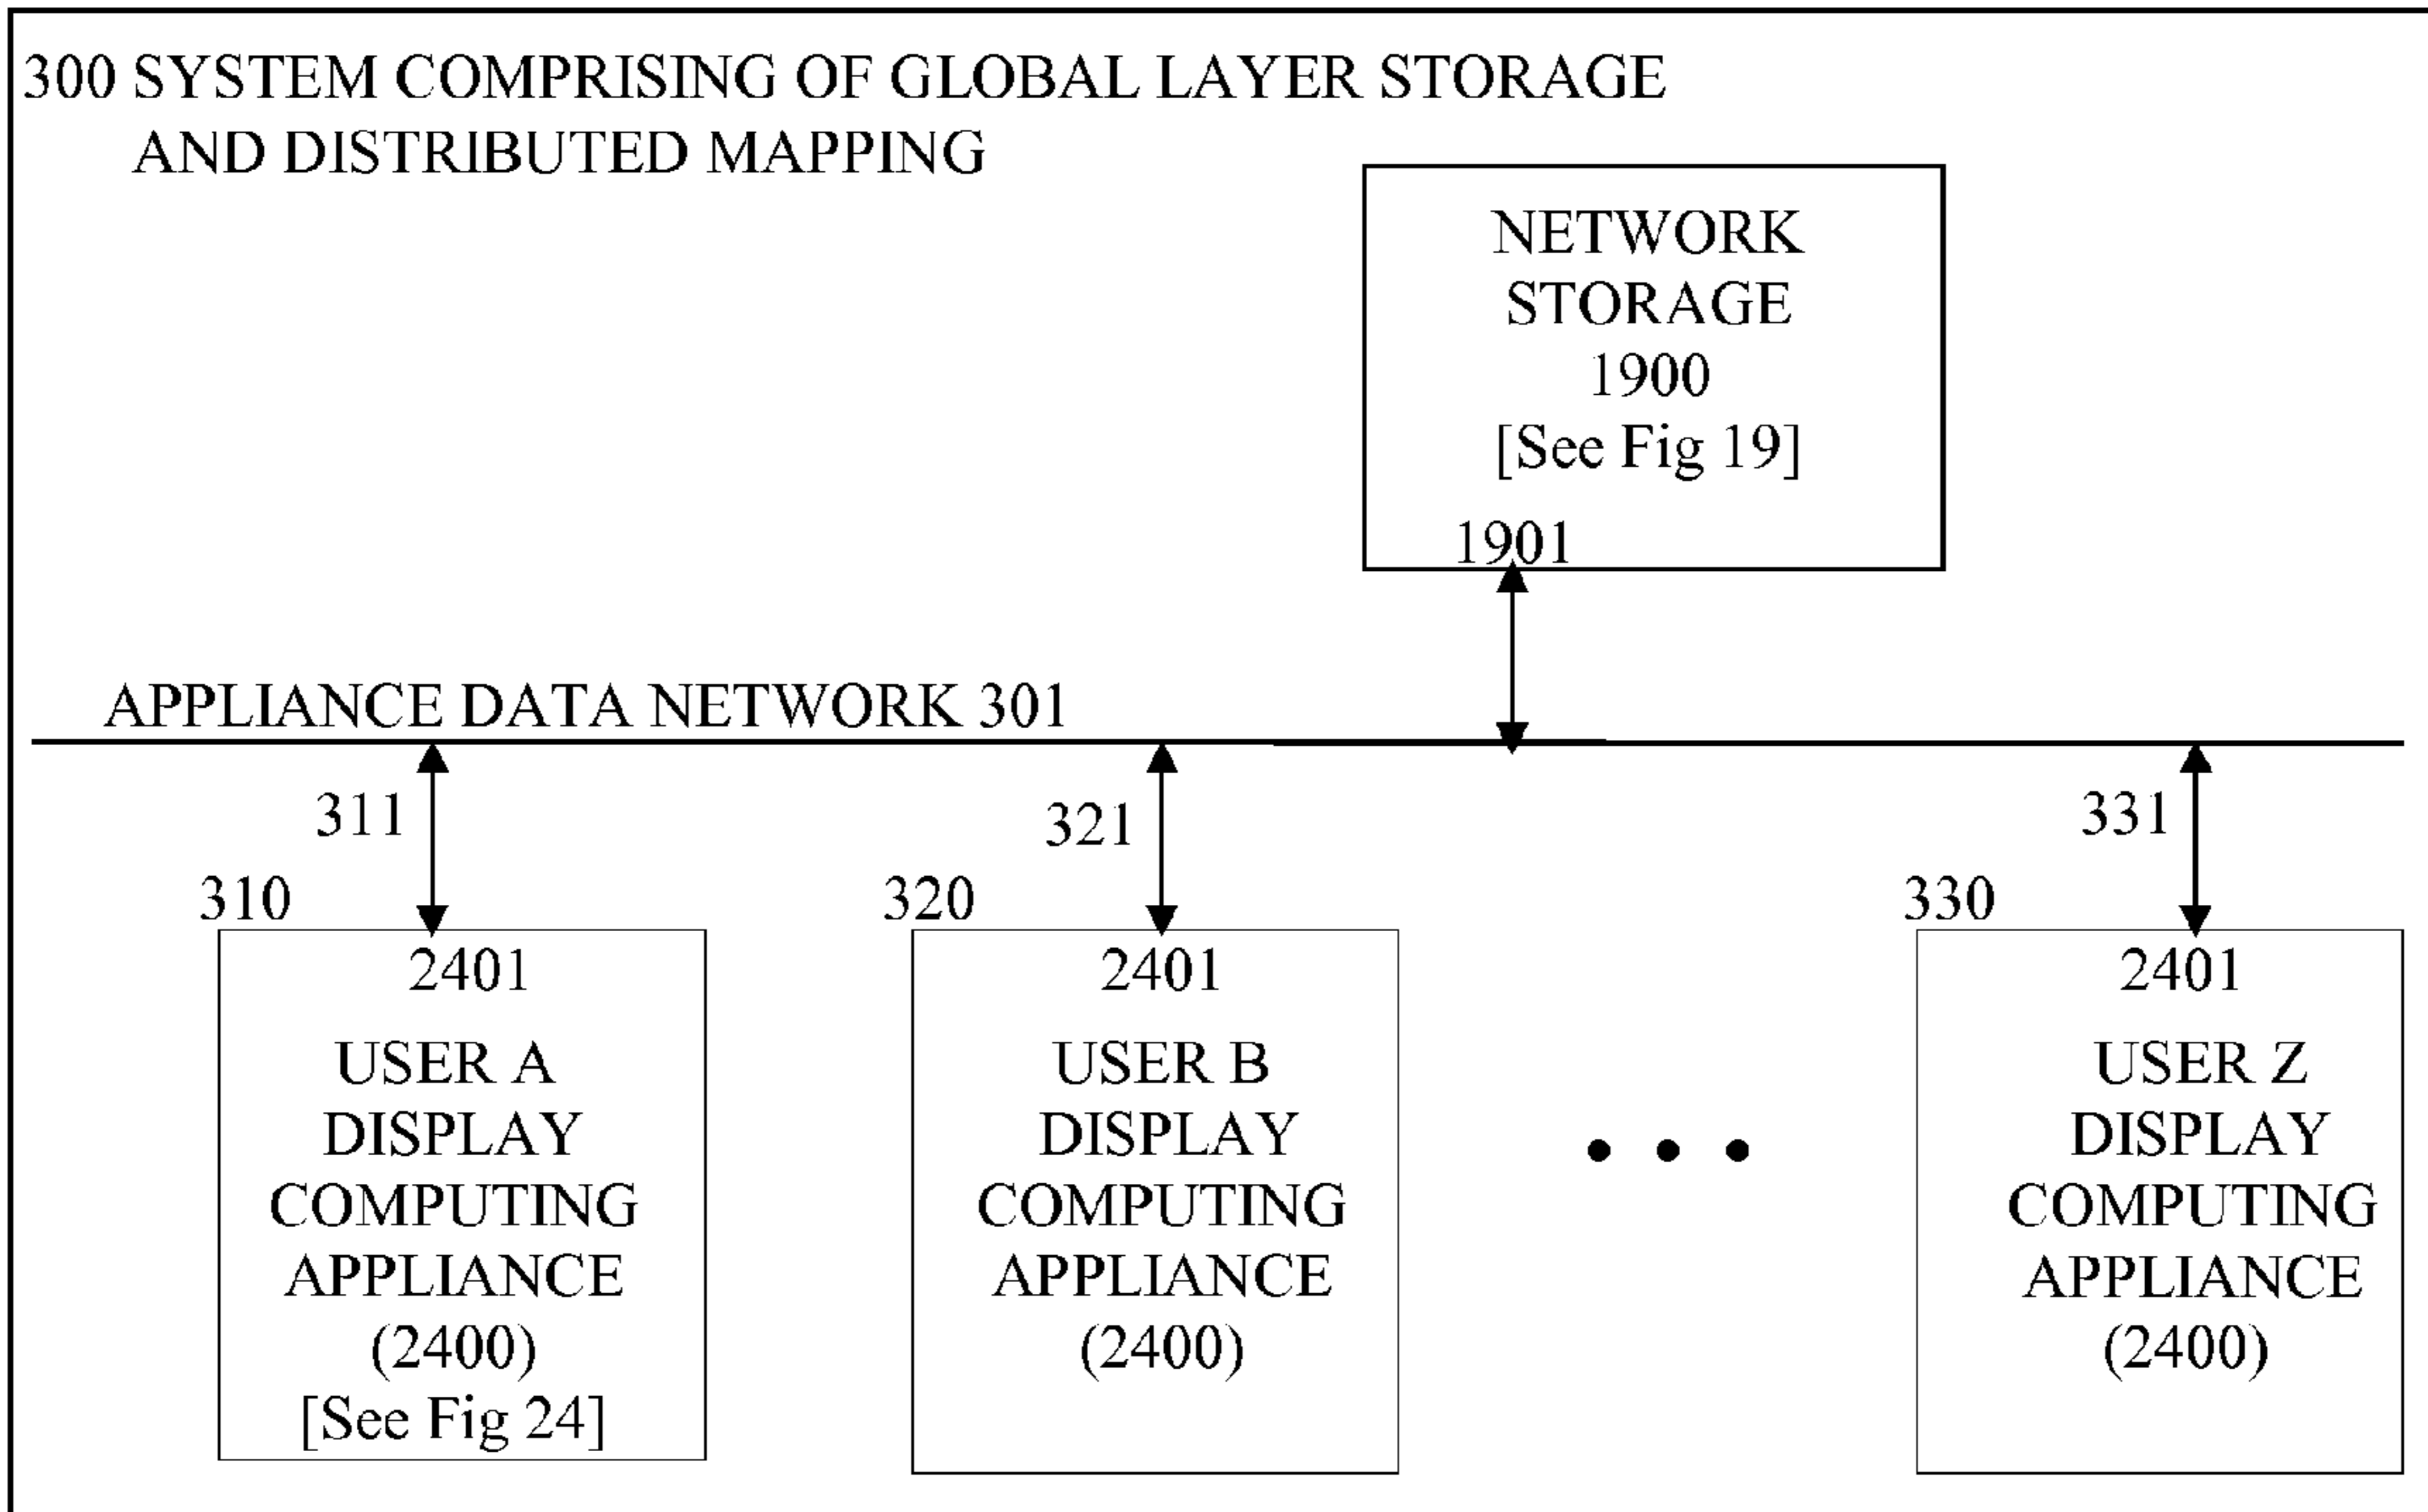 300 SYSTEM COMPRISING OF GLOBAL LAYER STORAGE
AND DISTRIBUTED MAPPING
NETWORK
STORAGE
1900
[See Fig 19]
1901
APPLIANCE DATA NETWORK 301
311
321
331
310
320
330
2401
USER A
DISPLAY
COMPUTING
APPLIANCE
(2400)
[See Fig 24]
2401
USER B
DISPLAY
COMPUTING
APPLIANCE
(2400)
• • •
2401
USER Z
DISPLAY
COMPUTING
APPLIANCE
(2400)